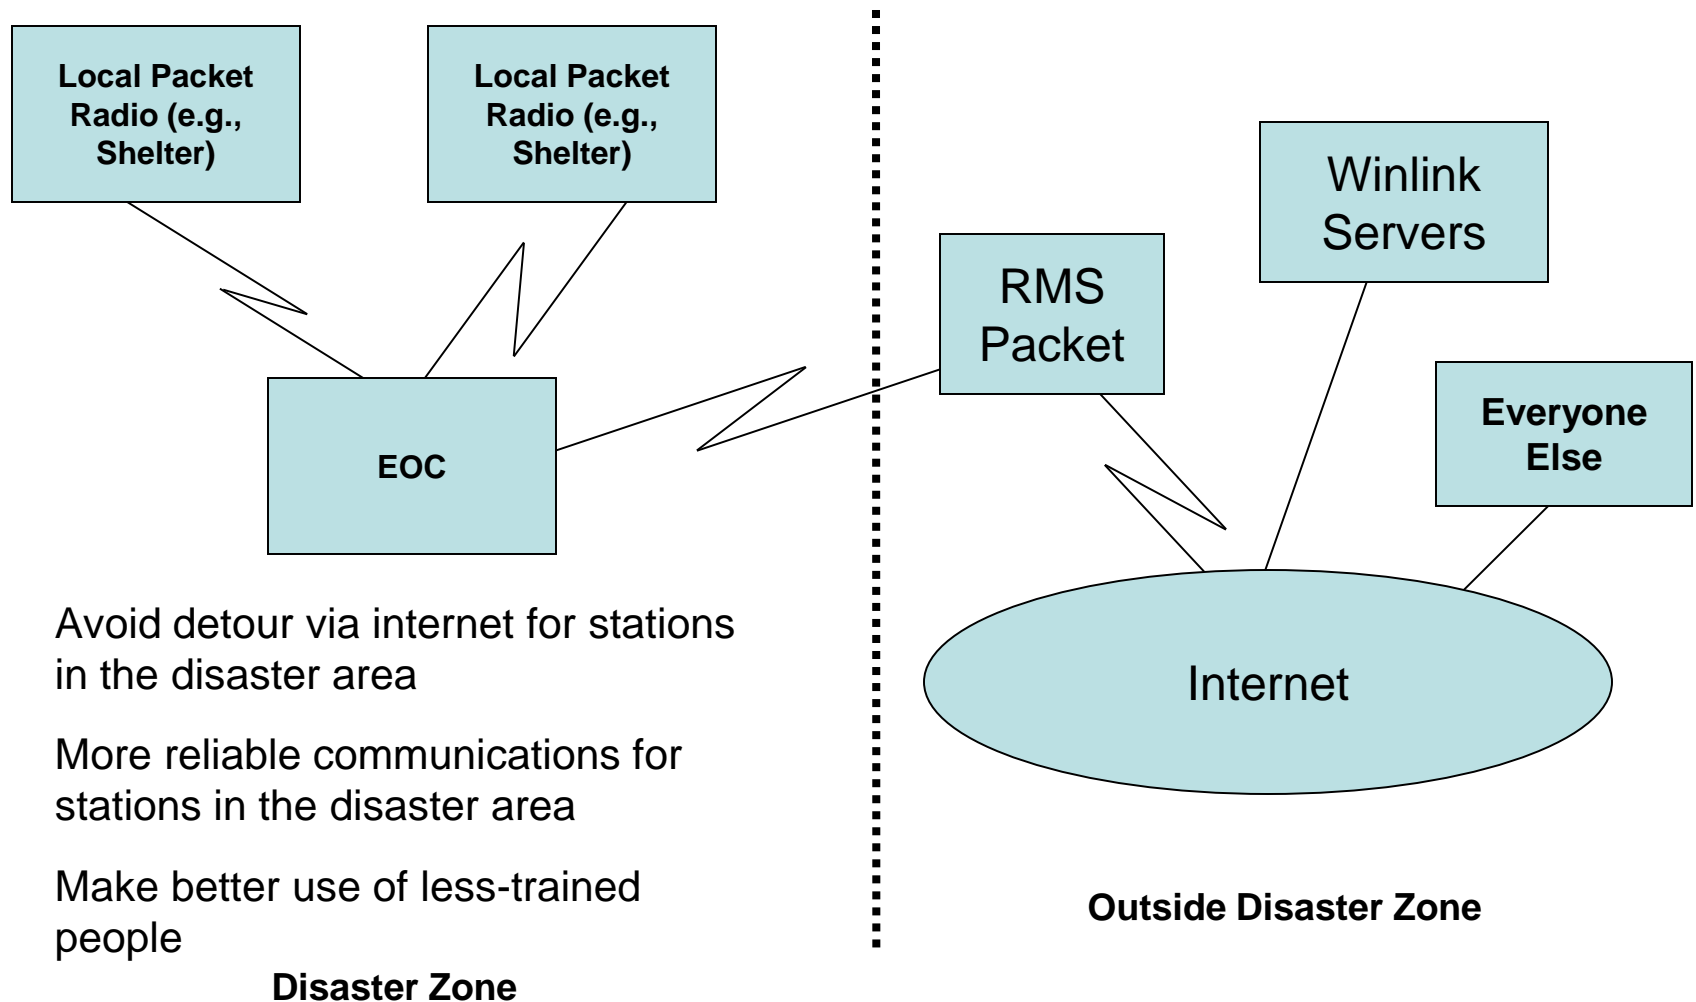 Local Packet
Radio (e.g.,
Shelter)
Local Packet
Radio (e.g.,
Shelter)
EOC
RMS
Packet
Winlink
Servers
Everyone
Else
Internet
Avoid detour via internet for stations
in the disaster area
More reliable communications for
stations in the disaster area
Make better use of less-trained
people
Disaster Zone
Outside Disaster Zone